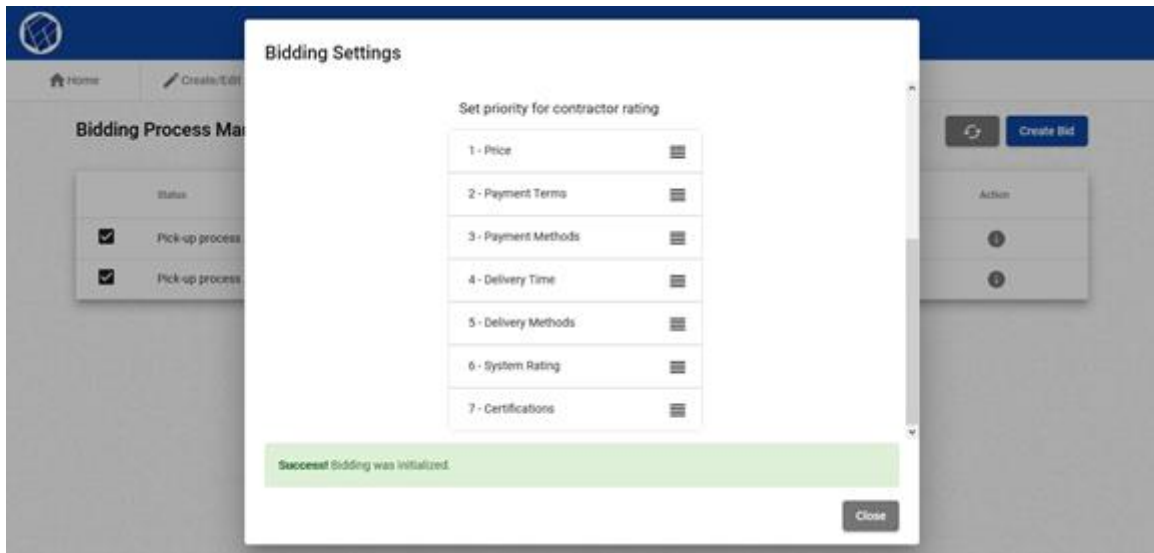 Bidding Settings
Home
Create/Edit
Set priority for contractor rating
Bidding Process Mar
Create Bid
1 - Price
2 - Payment Terms
Status
Action
3 - Payment Methods
Pick-up process
4 - Delivery Time
Pick-up process
5 - Delivery Methods
6 - System Rating
7 - Certifications
Success! Bidding was initialized.
Close